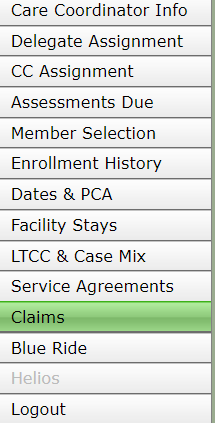 Care Coordinator Info
Delegate Assignment
CC Assignment
Assessments Due
Member Selection
Enrollment History
Dates & PCA
Facility Stays
LTCC & Case Mix
Service Agreements
Claims
Blue Ride
Helios
Logout